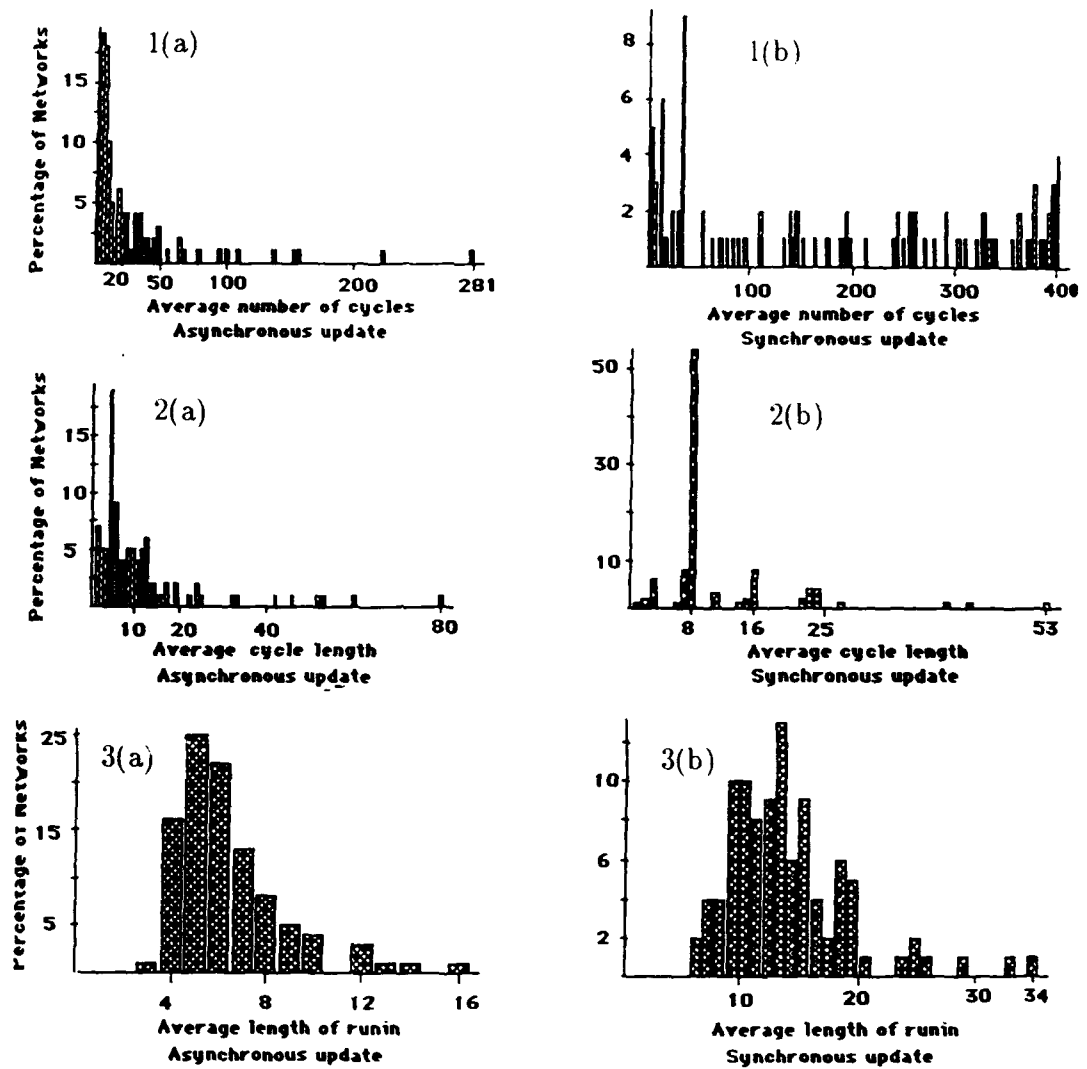 1(a)
Percentage of Networks
15
10
5
20 50 100 200 281
Average number of cycles
Asynchronous update
1(b)
8
6
4
2
100 200 300 400
Average number of cycles
Synchronous update
2(a)
Percentage of Networks
15
10
5
10 20 40 80
Average cycle length
Asynchronous update
2(b)
50
30
10
8 16 25 53
Average cycle length
Synchronous update
3(a)
Percentage of Networks
25
15
5
4 8 12 16
Average length of runin
Asynchronous update
3(b)
10
6
2
10 20 30 34
Average length of runin
Synchronous update